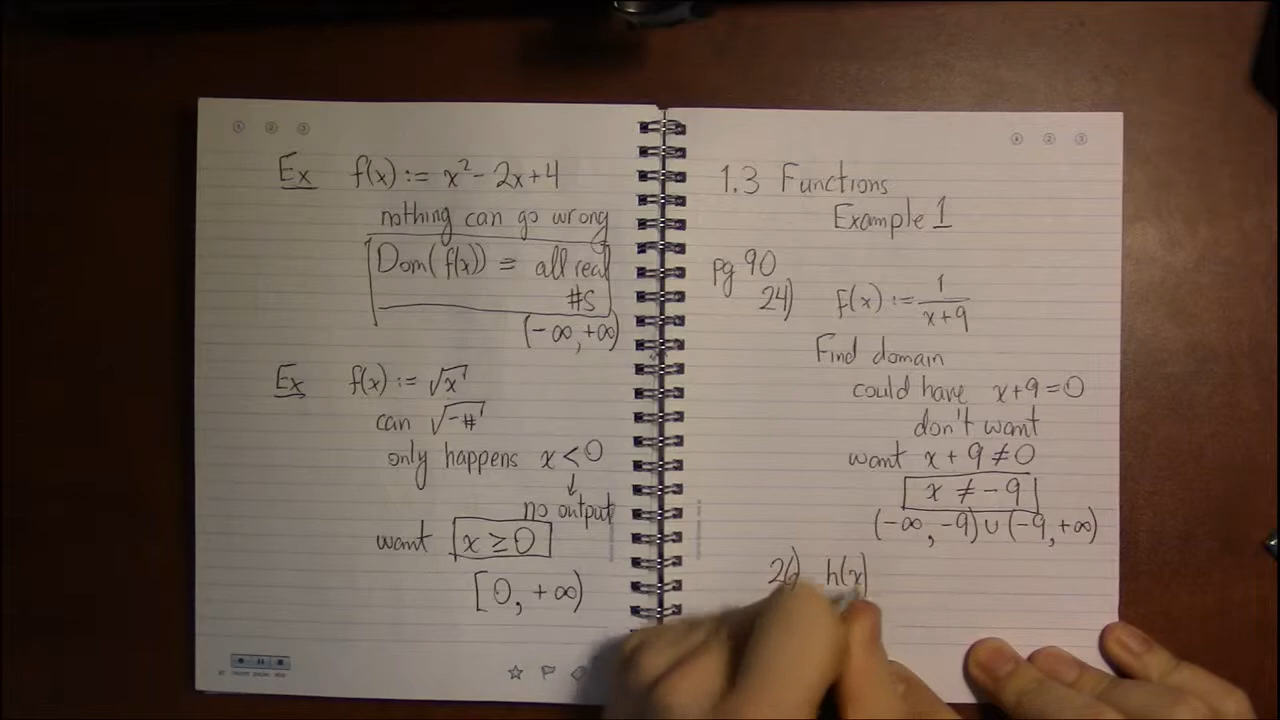 Ex f(x) := x² - 2x + 4
nothing can go wrong
Dom(f(x)) = all real
#s
(-∞, +∞)
Ex f(x) := √x
can √-#
only happens x < 0
↓
no output
want x ≥ 0
[0, +∞)
1.3 Functions
Example 1
pg 90
24) f(x) := 1/(x+9)
Find domain
could have x+9 = 0
don't want
want x + 9 ≠ 0
x ≠ -9
(-∞, -9) ∪ (-9, +∞)
h(x)